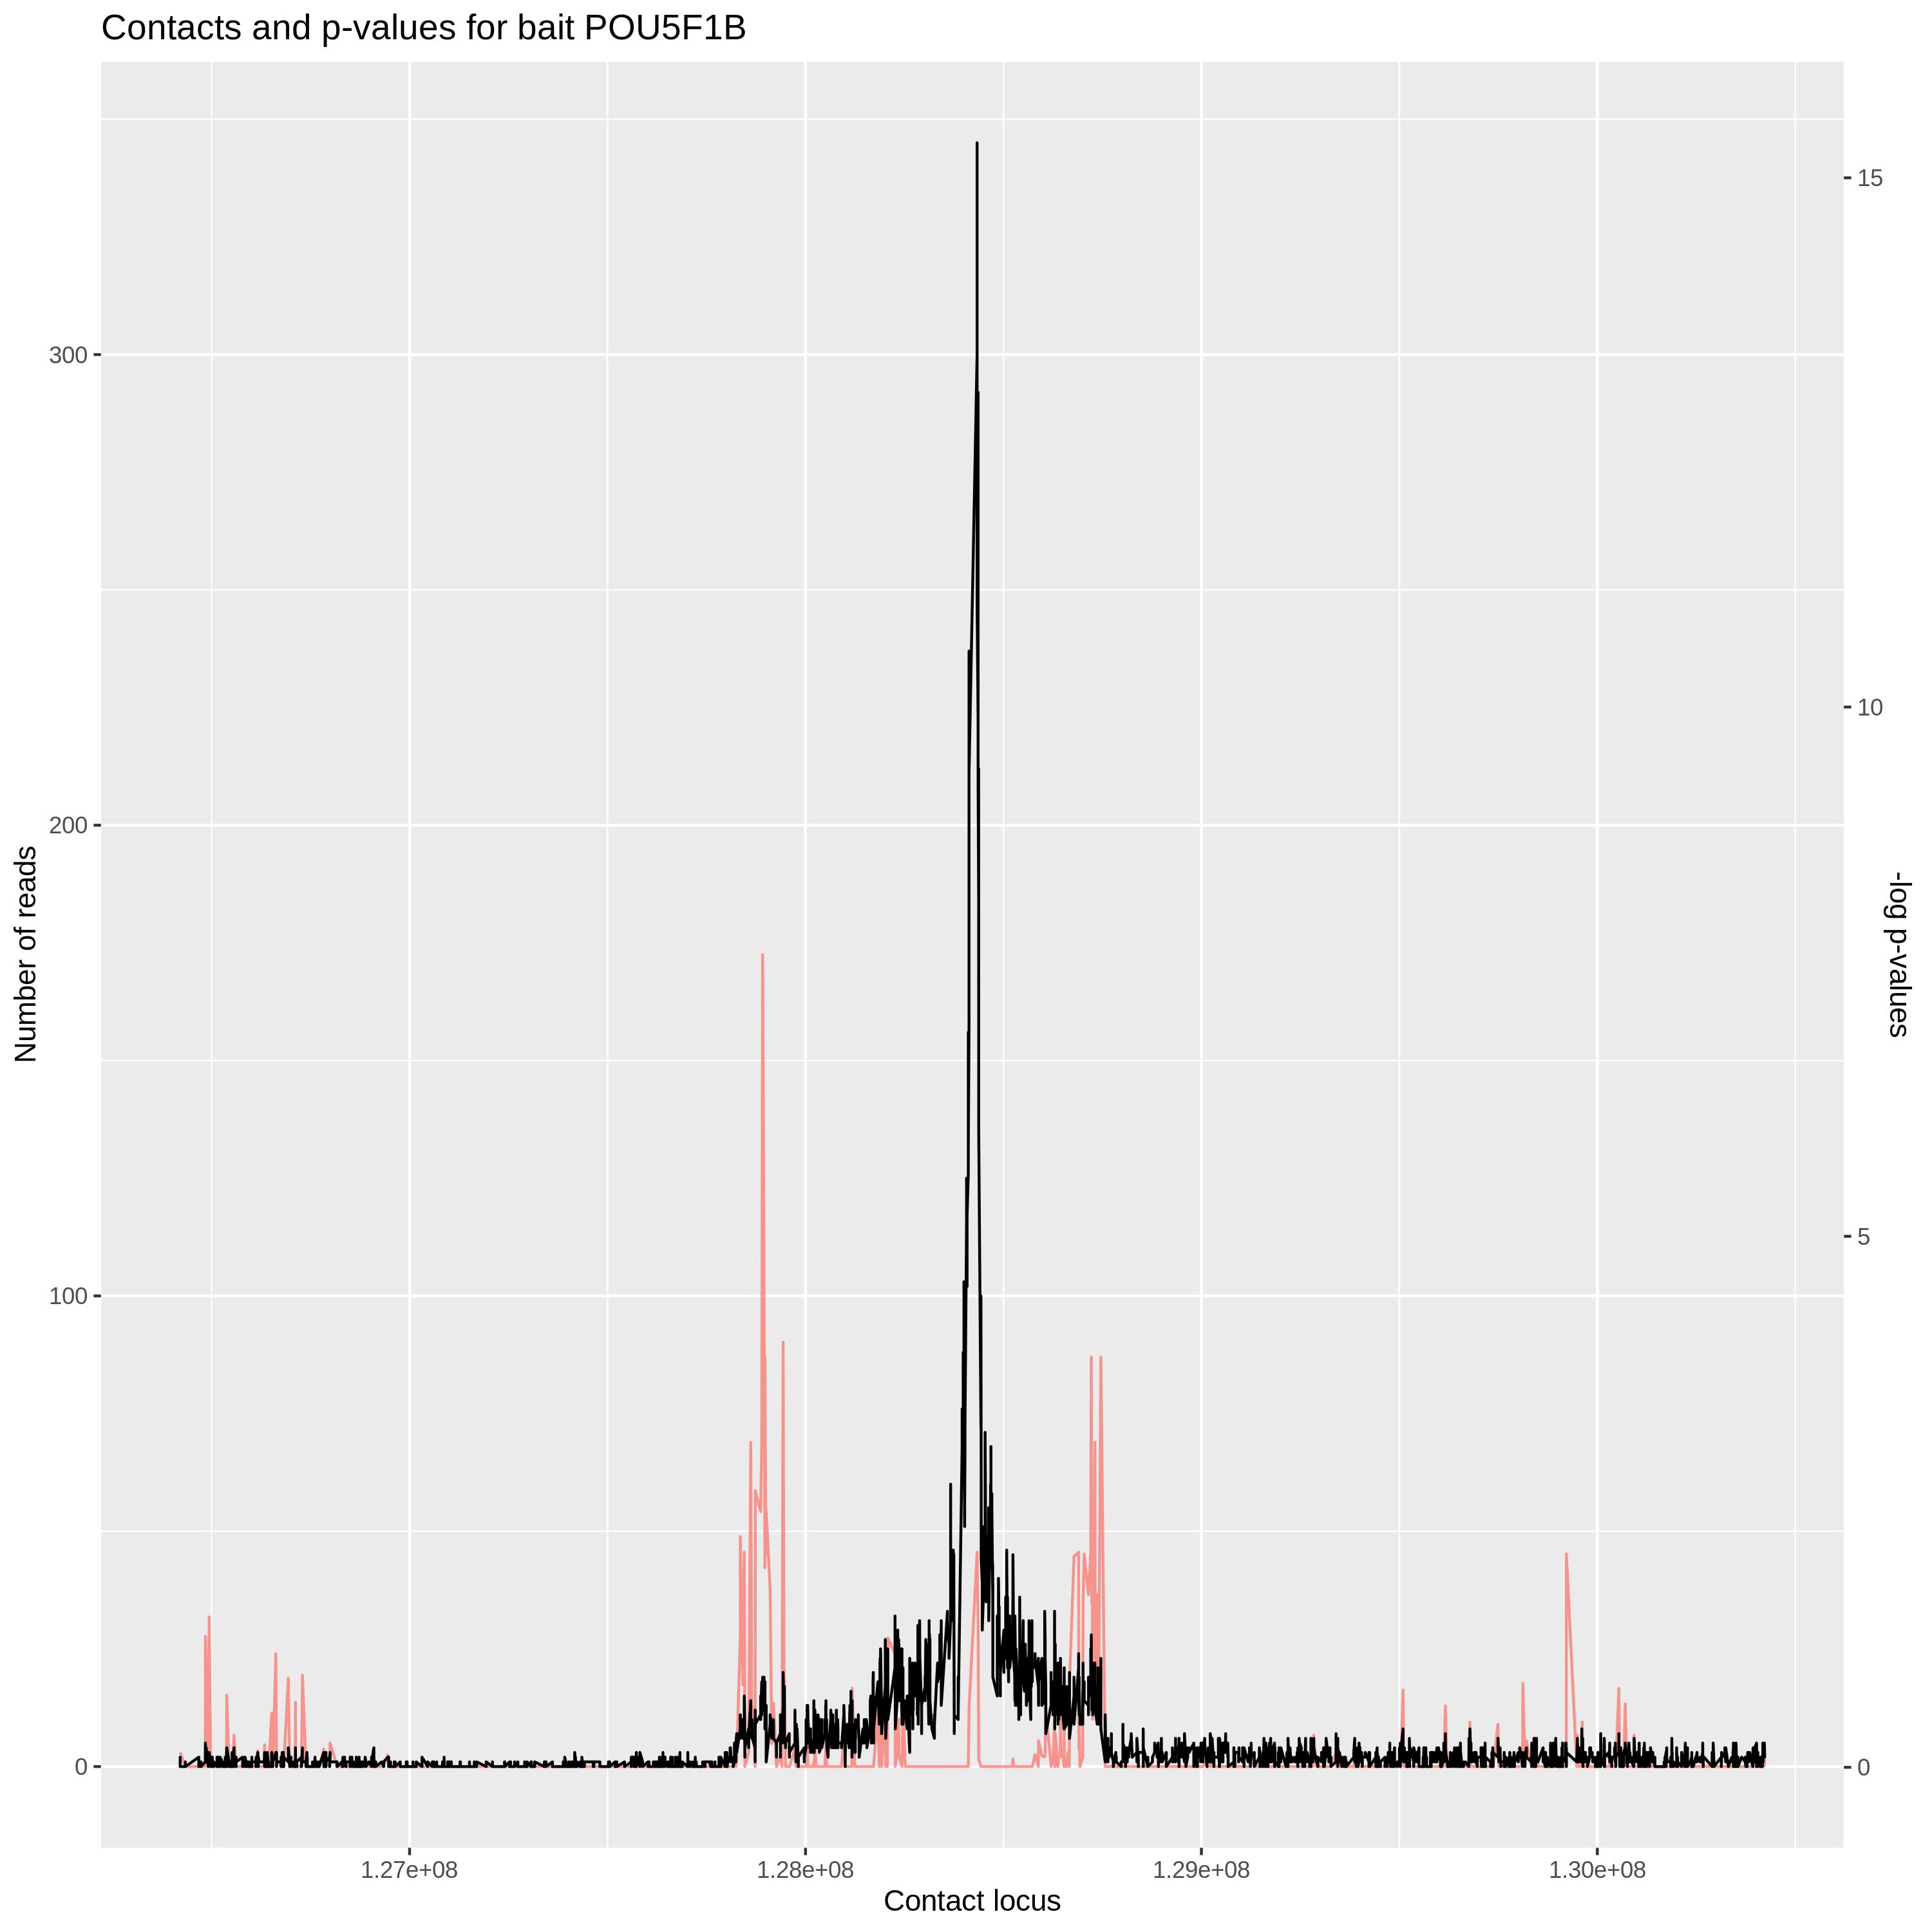 Contacts and p-values for bait POU5F1B
300
200
100
0
Number of reads
15
10
5
0
-log p-values
1.27e+08 1.28e+08 1.29e+08 1.30e+08
Contact locus